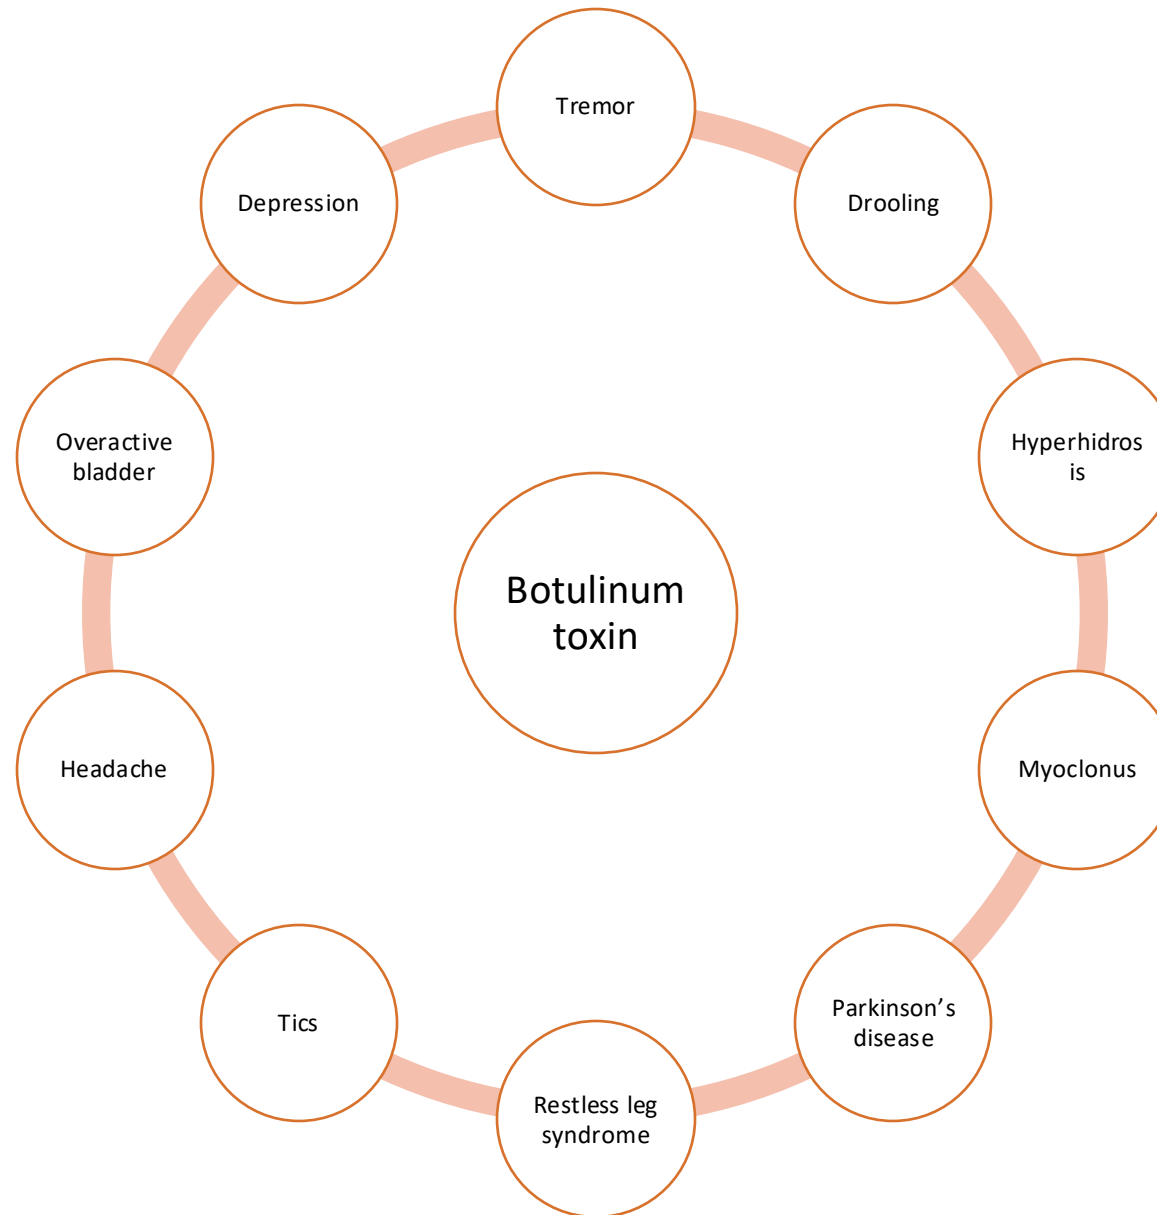 Tremor
Drooling
Hyperhidros
is
Myoclonus
Parkinson’s
disease
Restless leg
syndrome
Tics
Headache
Overactive
bladder
Depression
Botulinum
toxin